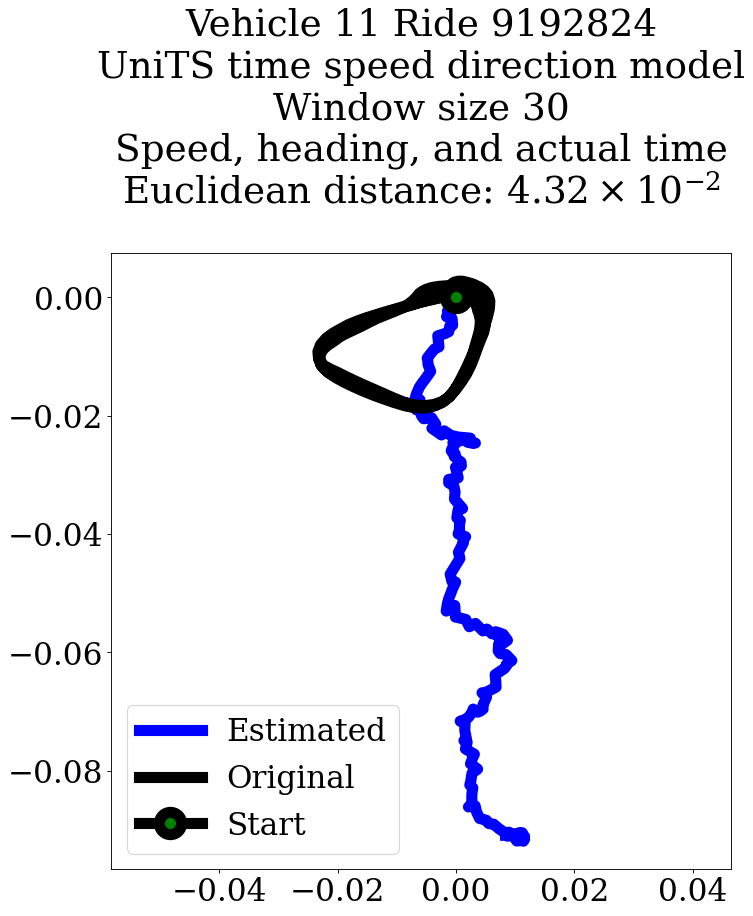 Vehicle 11 Ride 9192824
UniTS time speed direction model
Window size 30
Speed, heading, and actual time
Euclidean distance: 4.32 × 10⁻²
0.00
−0.02
−0.04
−0.06
−0.08
Estimated
Original
Start
−0.04 −0.02 0.00 0.02 0.04